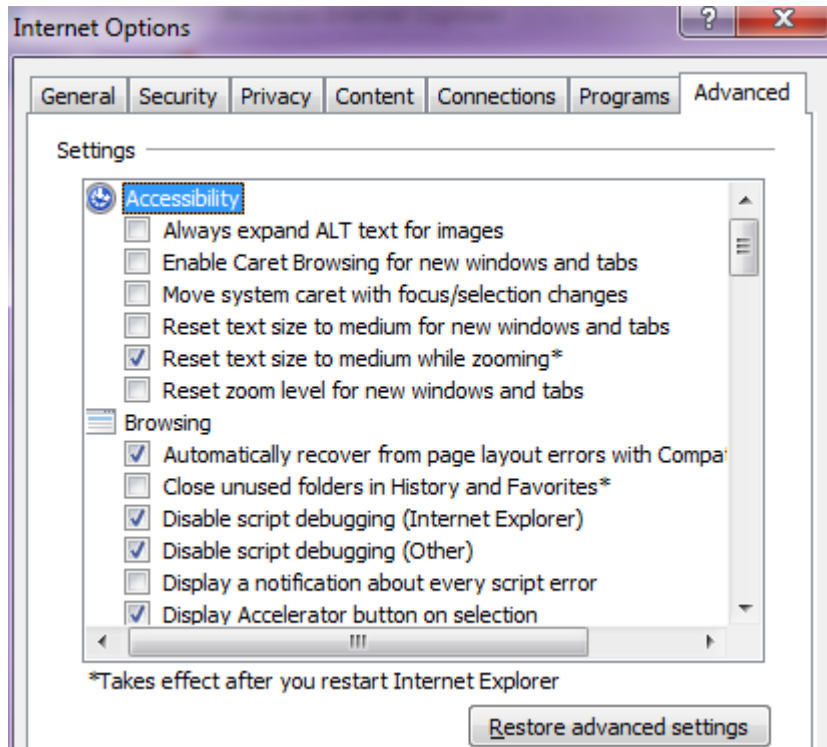 Internet Options
?
X
General Security Privacy Content Connections Programs Advanced
Settings
Accessibility
Always expand ALT text for images
Enable Caret Browsing for new windows and tabs
Move system caret with focus/selection changes
Reset text size to medium for new windows and tabs
Reset text size to medium while zooming*
Reset zoom level for new windows and tabs
Browsing
Automatically recover from page layout errors with Compa
Close unused folders in History and Favorites*
Disable script debugging (Internet Explorer)
Disable script debugging (Other)
Display a notification about every script error
Display Accelerator button on selection
*Takes effect after you restart Internet Explorer
Restore advanced settings